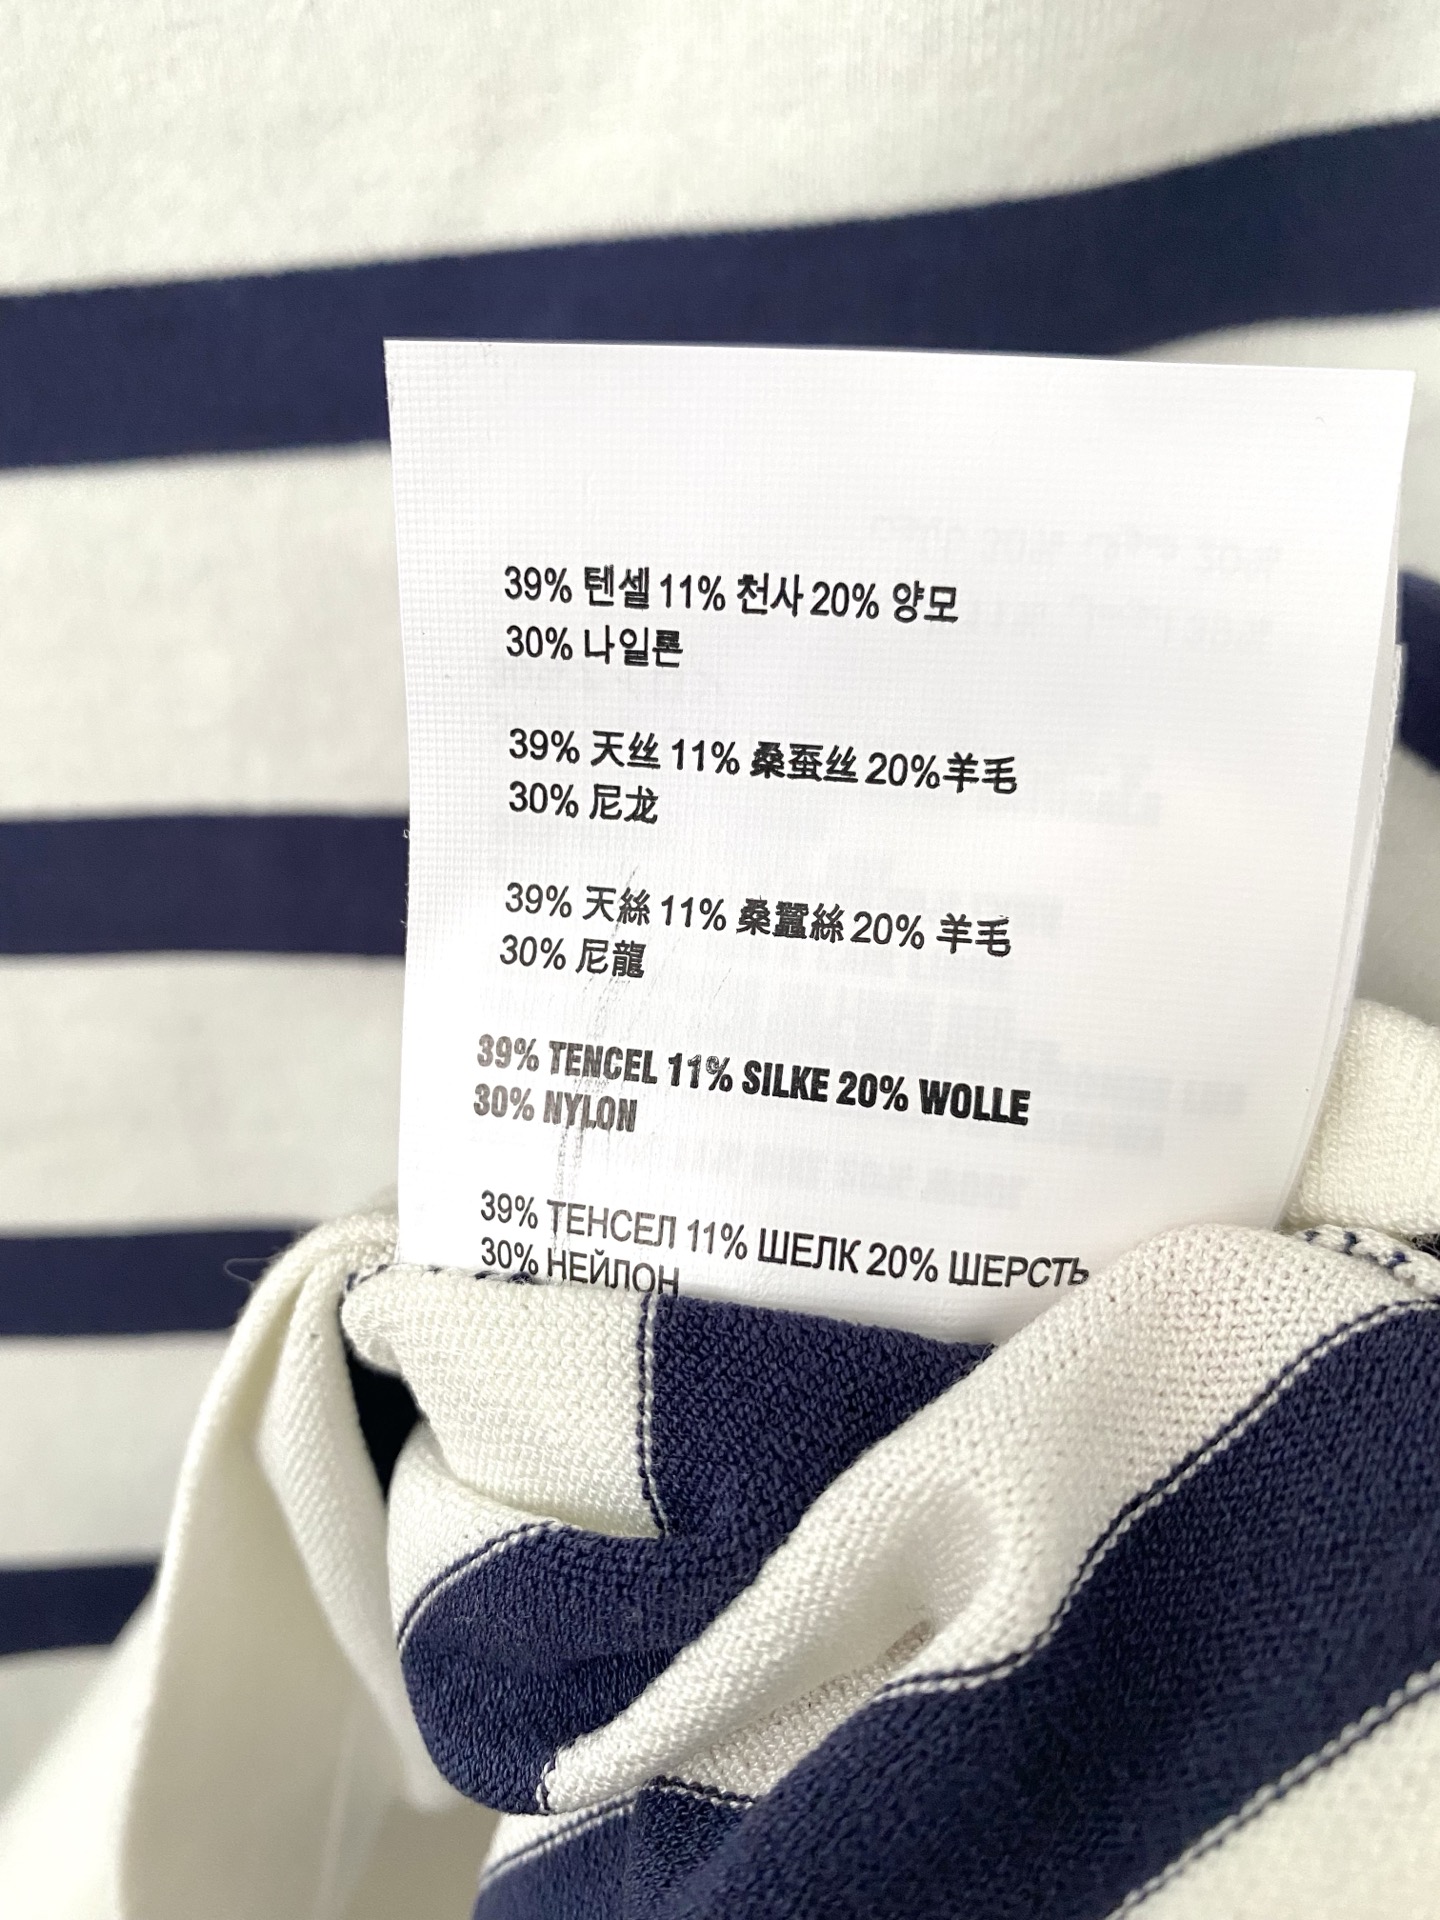 39% 텐셀 11% 천사 20% 양모
30% 나일론
39% 天丝 11% 桑蚕丝 20%羊毛
30% 尼龙
39% 天絲 11% 桑蠶絲 20% 羊毛
30% 尼龍
39% TENCEL 11% SILKE 20% WOLLE
30% NYLON
39% ТЕНСЕЛ 11% ШЕЛК 20% ШЕРСТЬ
30% НЕЙЛОН